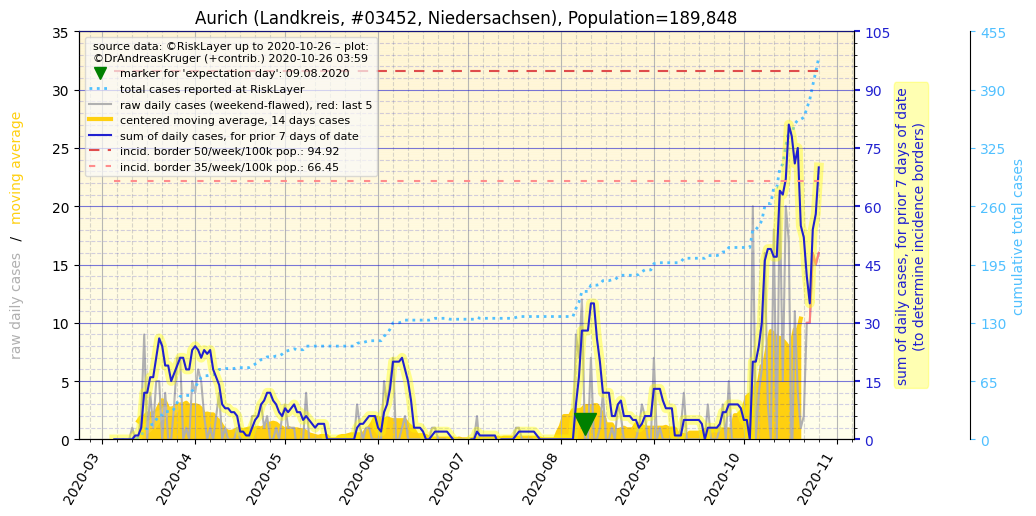 Aurich (Landkreis, #03452, Niedersachsen), Population=189,848
source data: ©RiskLayer up to 2020-10-26 – plot:
©DrAndreasKruger (+contrib.) 2020-10-26 03:59
marker for 'expectation day': 09.08.2020
total cases reported at RiskLayer
raw daily cases (weekend-flawed), red: last 5
centered moving average, 14 days cases
sum of daily cases, for prior 7 days of date
incid. border 50/week/100k pop.: 94.92
incid. border 35/week/100k pop.: 66.45
raw daily cases / moving average
35
30
25
20
15
10
5
0
105
90
75
60
45
30
15
0
sum of daily cases, for prior 7 days of date
(to determine incidence borders)
455
390
325
260
195
130
65
0
cumulative total cases
2020-03
2020-04
2020-05
2020-06
2020-07
2020-08
2020-09
2020-10
2020-11